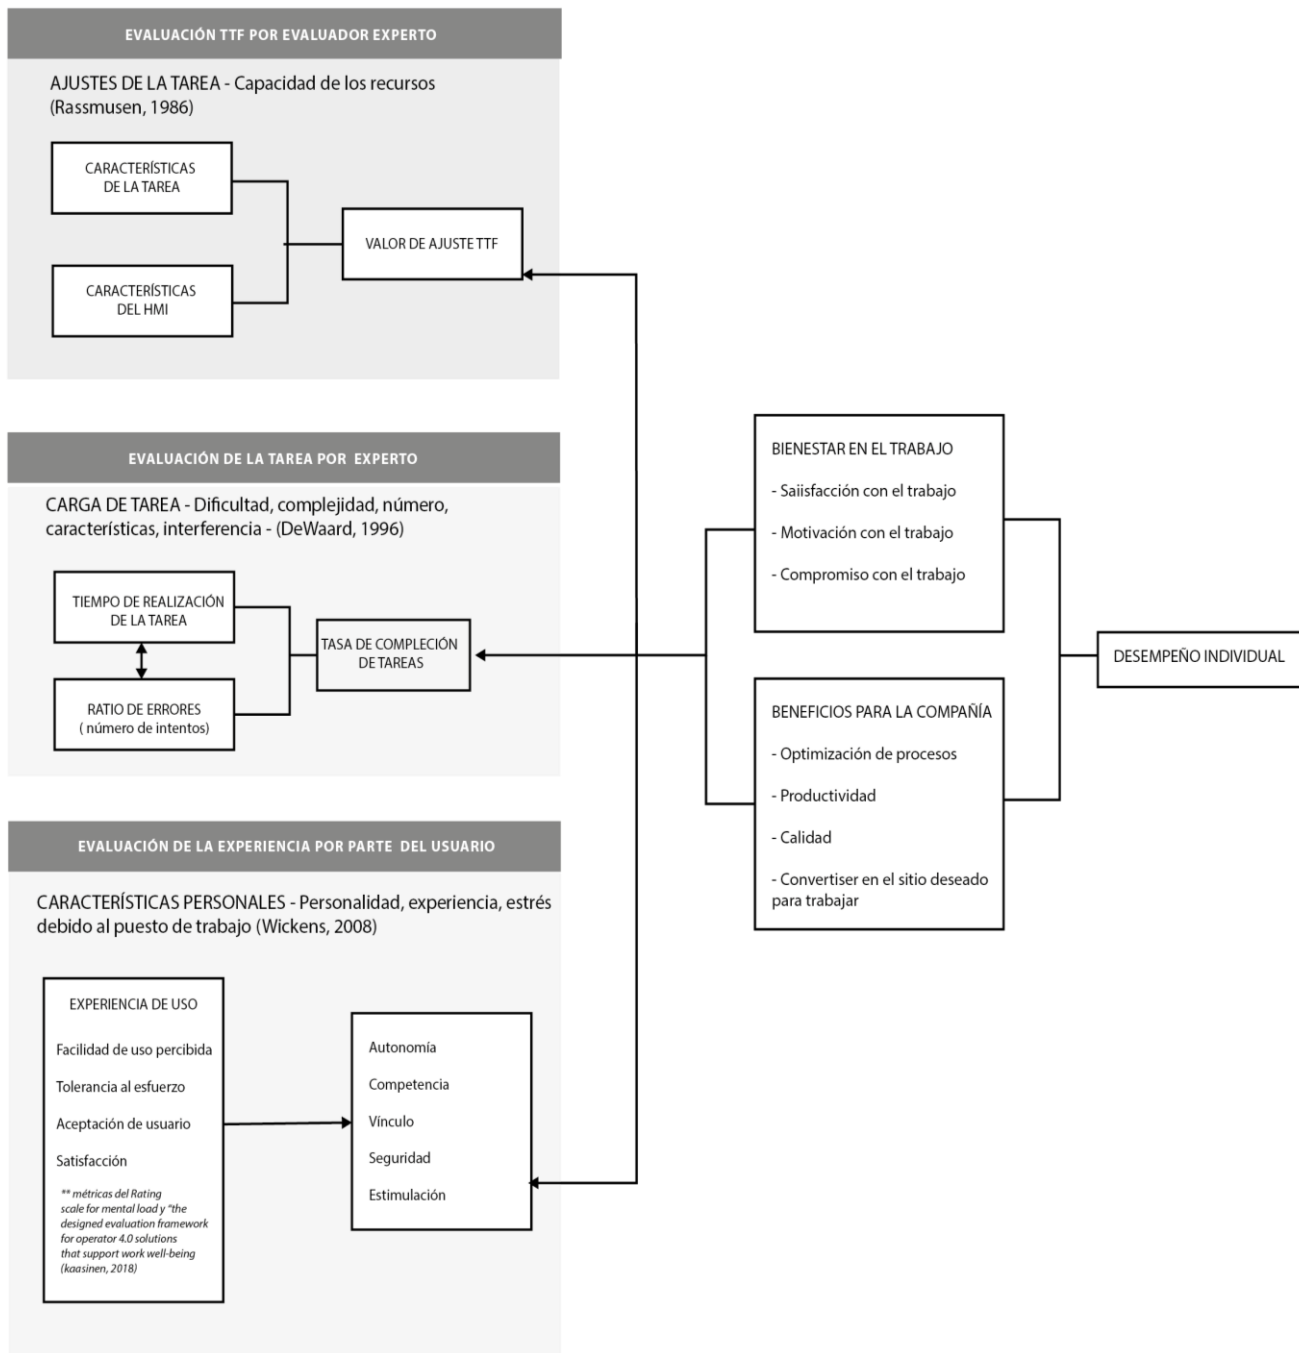 EVALUACIÓN TTF POR EVALUADOR EXPERTO
AJUSTES DE LA TAREA - Capacidad de los recursos
(Rassmusen, 1986)
CARACTERÍSTICAS
DE LA TAREA
VALOR DE AJUSTE TTF
CARACTERÍSTICAS
DEL HMI
EVALUACIÓN DE LA TAREA POR EXPERTO
CARGA DE TAREA - Dificultad, complejidad, número,
características, interferencia - (DeWaard, 1996)
TIEMPO DE REALIZACIÓN
DE LA TAREA
TASA DE COMPLECIÓN
DE TAREAS
RATIO DE ERRORES
( número de intentos)
EVALUACIÓN DE LA EXPERIENCIA POR PARTE DEL USUARIO
CARACTERÍSTICAS PERSONALES - Personalidad, experiencia, estrés
debido al puesto de trabajo (Wickens, 2008)
EXPERIENCIA DE USO
Facilidad de uso percibida
Tolerancia al esfuerzo
Aceptación de usuario
Satisfacción
** métricas del Rating
scale for mental load y "the
designed evaluation framework
for operator 4.0 solutions
that support work well-being
(kaasinen, 2018)
Autonomía
Competencia
Vínculo
Seguridad
Estimulación
BIENESTAR EN EL TRABAJO
- Saiisfacción con el trabajo
- Motivación con el trabajo
- Compromiso con el trabajo
BENEFICIOS PARA LA COMPAÑÍA
- Optimización de procesos
- Productividad
- Calidad
- Convertiser en el sitio deseado
para trabajar
DESEMPEÑO INDIVIDUAL